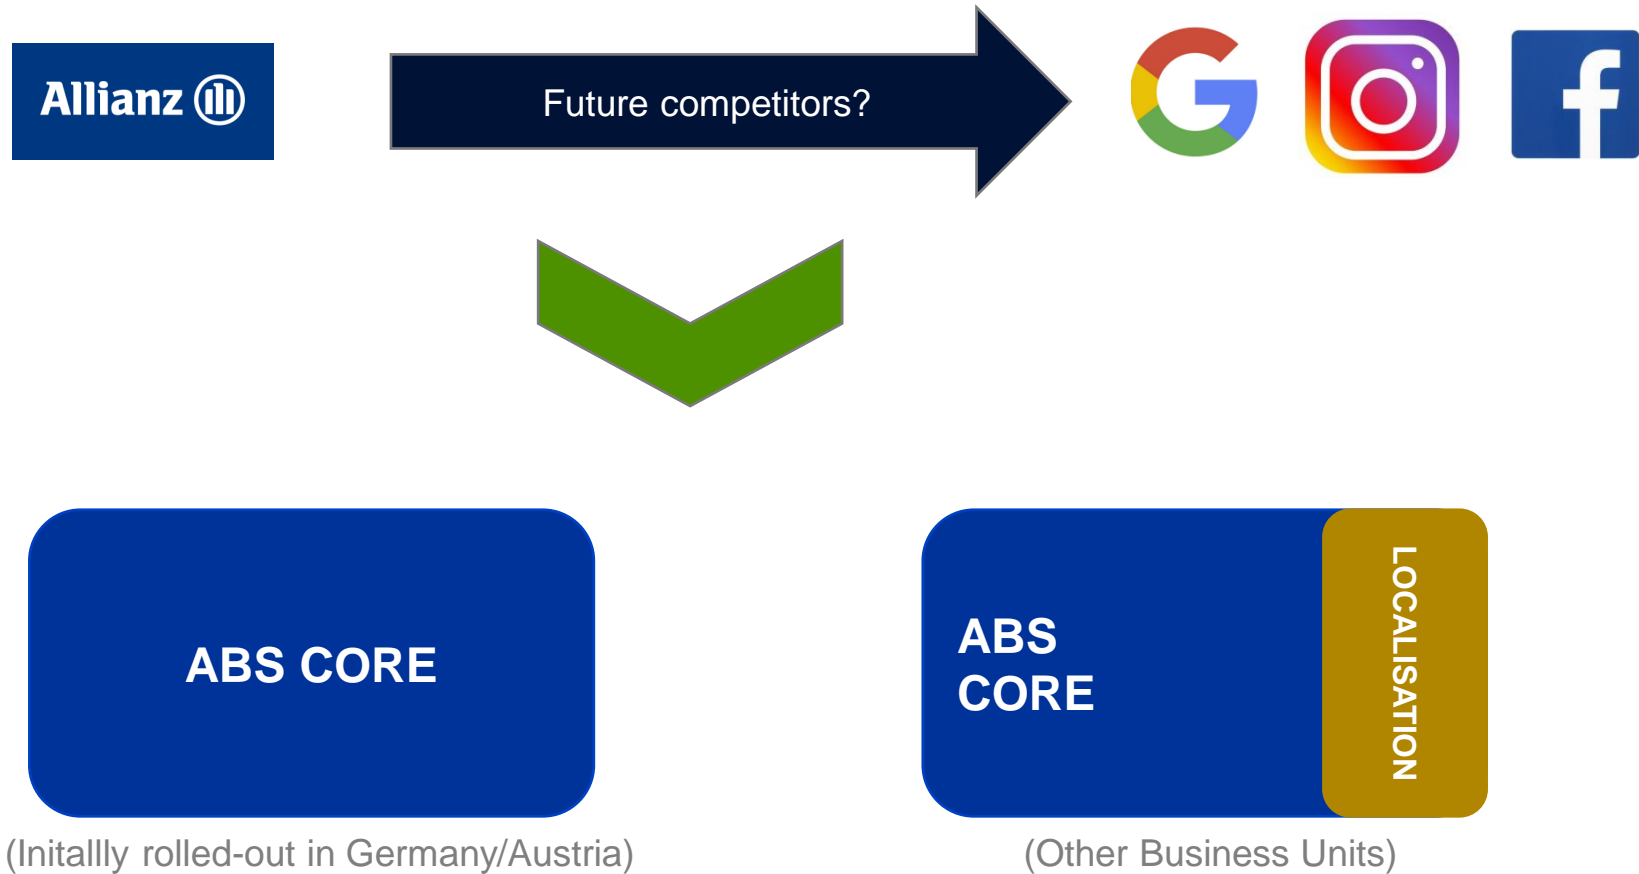 Allianz
Future competitors?
ABS CORE
ABS
CORE
LOCALISATION
(Initallly rolled-out in Germany/Austria)
(Other Business Units)